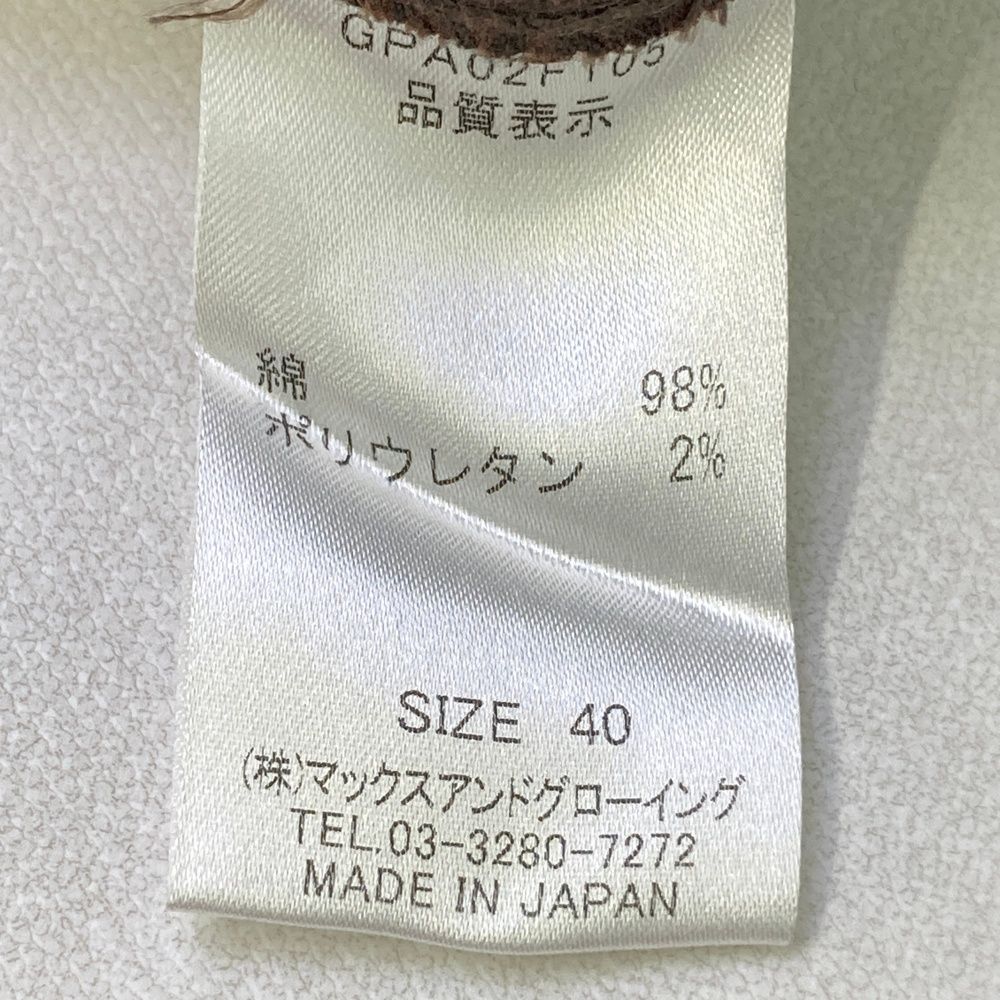 GPA02F105
品質表示
綿 98%
ポリウレタン 2%
SIZE 40
(株)マックスアンドグローイング
TEL.03-3280-7272
MADE IN JAPAN